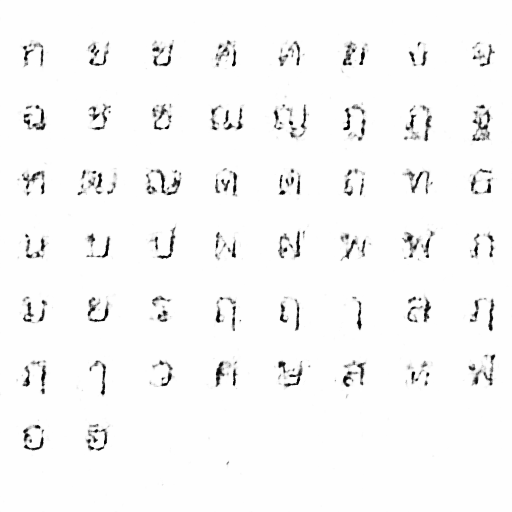 ก ข ฃ ค ฅ ฆ ง จ
ฉ ช ซ ฌ ญ ฎ ฏ ฐ
ฑ ฒ ณ ด ต ถ ท ธ
น บ ป ผ ฝ พ ฟ ภ
ม ย ร ฤ ฤ ๅ ล ฦ
ฦ ๅ ว ศ ษ ส ห ฬ
อ ฮ